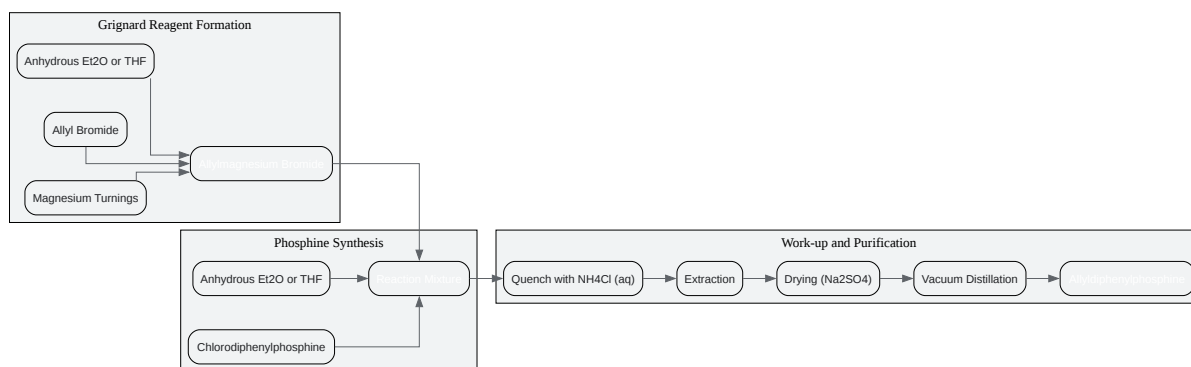 Grignard Reagent Formation
Anhydrous Et2O or THF
Allyl Bromide
Allylmagnesium Bromide
Magnesium Turnings
Phosphine Synthesis
Anhydrous Et2O or THF
Reaction Mixture
Chlorodiphenylphosphine
Work-up and Purification
Quench with NH4Cl (aq)
Extraction
Drying (Na2SO4)
Vacuum Distillation
Allyldiphenylphosphine